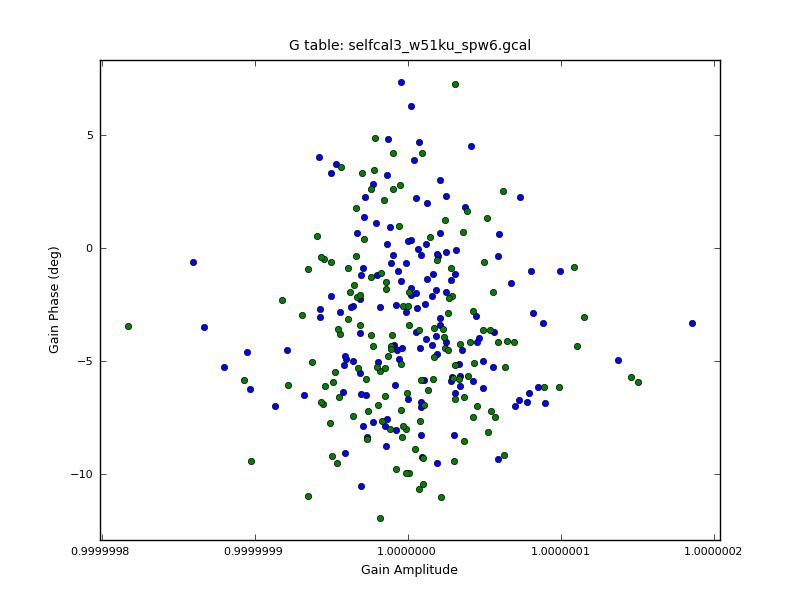 G table: selfcal3_w51ku_spw6.gcal
Gain Phase (deg)
5
0
−5
−10
0.9999998 0.9999999 1.0000000 1.0000001 1.0000002
Gain Amplitude